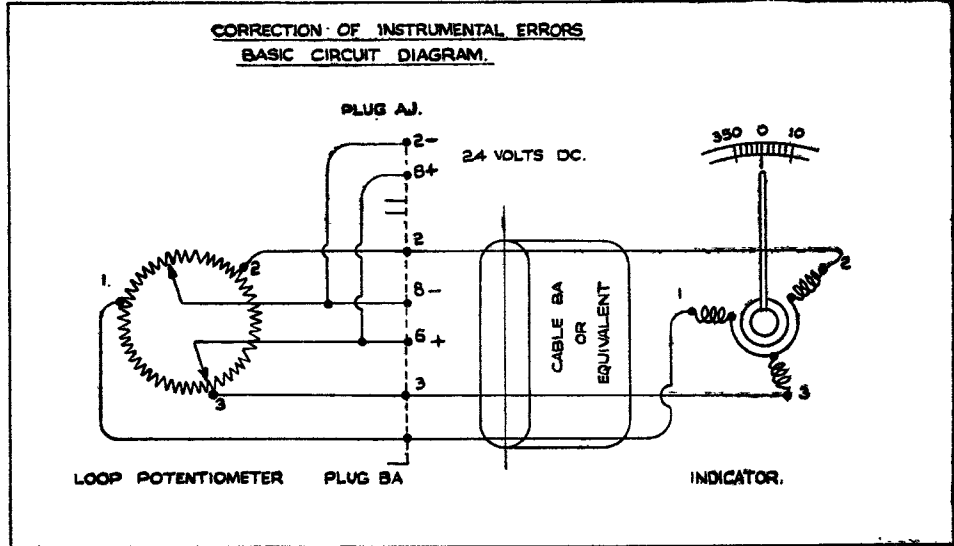 CORRECTION OF INSTRUMENTAL ERRORS
BASIC CIRCUIT DIAGRAM.
PLUG AJ.
2-
8+
24 VOLTS DC.
350 0 10
2
8-
6 +
3
1.
2
3
CABLE BA
OR
EQUIVALENT
1
2
3
LOOP POTENTIOMETER
PLUG BA
INDICATOR.